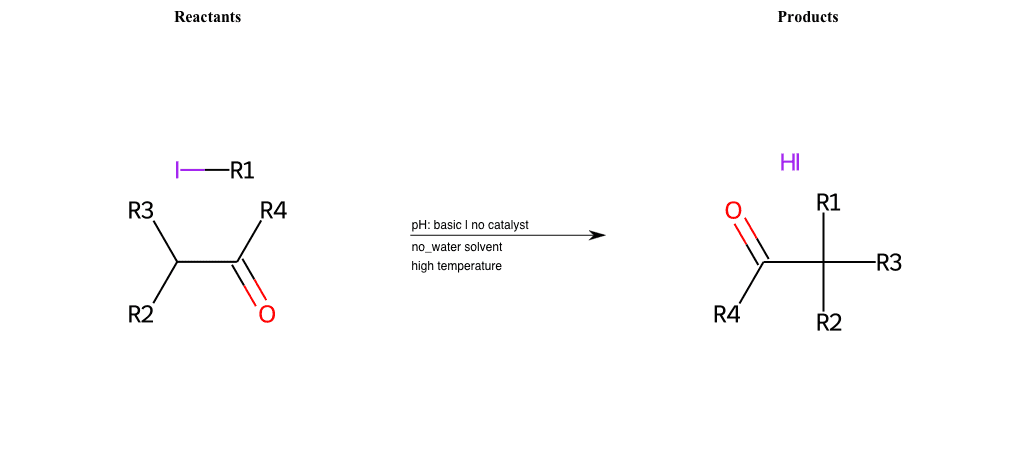 Reactants
Products
I R1
R3 R4
R2 O
pH: basic | no catalyst
no_water solvent
high temperature
HI
O R1
R3
R4 R2